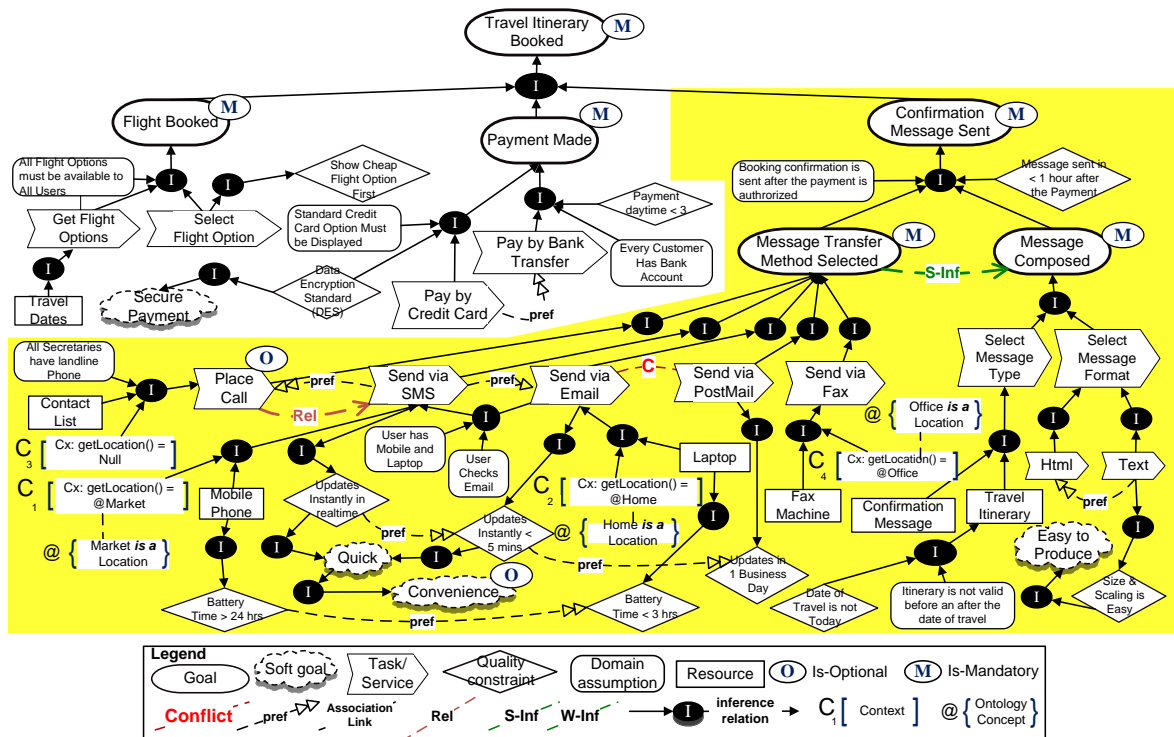 Travel Itinerary
Booked
M
I
Flight Booked
M
Payment Made
M
Confirmation
Message Sent
M
All Flight Options
must be available to
All Users
I
I
Show Cheap
Flight Option
First
Get Flight
Options
Select
Flight Option
Standard Credit
Card Option Must
be Displayed
I
I
Payment
daytime < 3
Pay by Bank
Transfer
Every Customer
Has Bank
Account
Booking confirmation is
sent after the payment is
authrorized
I
Message sent in
< 1 hour after
the Payment
Message Transfer
Method Selected
M
S-Inf
Message
Composed
M
I
Travel
Dates
I
Secure
Payment
Data
Encryption
Standard
(DES)
Pay by
Credit Card
pref
I
I
I
I
I
I
Select
Message
Type
Select
Message
Format
All Secretaries
have landline
Phone
Contact
List
I
Place
Call
O
pref
Rel
Send via
SMS
pref
Send via
Email
C
Send via
PostMail
Send via
Fax
C3 [ Cx: getLocation() =
Null ]
C1 [ Cx: getLocation() =
@Market ]
@ { Market is a
Location }
Mobile
Phone
I
I
User has
Mobile and
Laptop
I
User
Checks
Email
I
I
Laptop
I
C2 [ Cx: getLocation() =
@Home ]
@ { Home is a
Location }
I
I
Fax
Machine
@ { Office is a
Location }
C4 [ Cx: getLocation() =
@Office ]
I
Confirmation
Message
Travel
Itinerary
I
I
Html
Text
pref
Updates
Instantly in
realtime
pref
Updates
Instantly <
5 mins
pref
Updates in
1 Business
Day
I
I
Quick
I
I
Convenience
O
Battery
Time > 24 hrs
pref
Battery
Time < 3 hrs
I
Date of
Travel is not
Today
Itinerary is not valid
before an after the
date of travel
Easy to
Produce
I
I
Size &
Scaling is
Easy
Legend
Goal
Soft goal
Task/
Service
Quality
constraint
Domain
assumption
Resource
O
Is-Optional
M
Is-Mandatory
Conflict
pref
Association
Link
Rel
S-Inf
W-Inf
I
inference
relation
C1 [ Context ]
@ { Ontology
Concept }